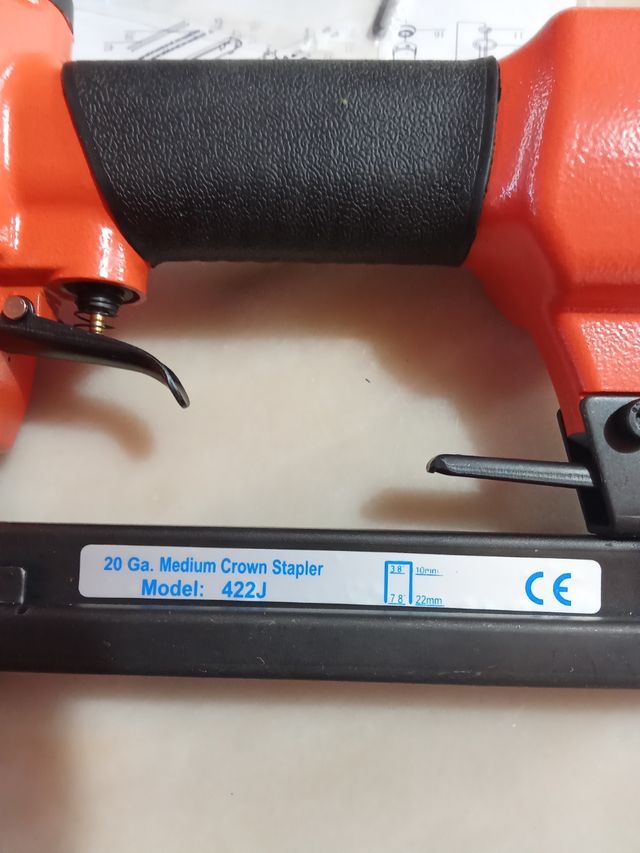 20 Ga. Medium Crown Stapler
Model: 422J
3 8" 10mm
7 8" 22mm
CE